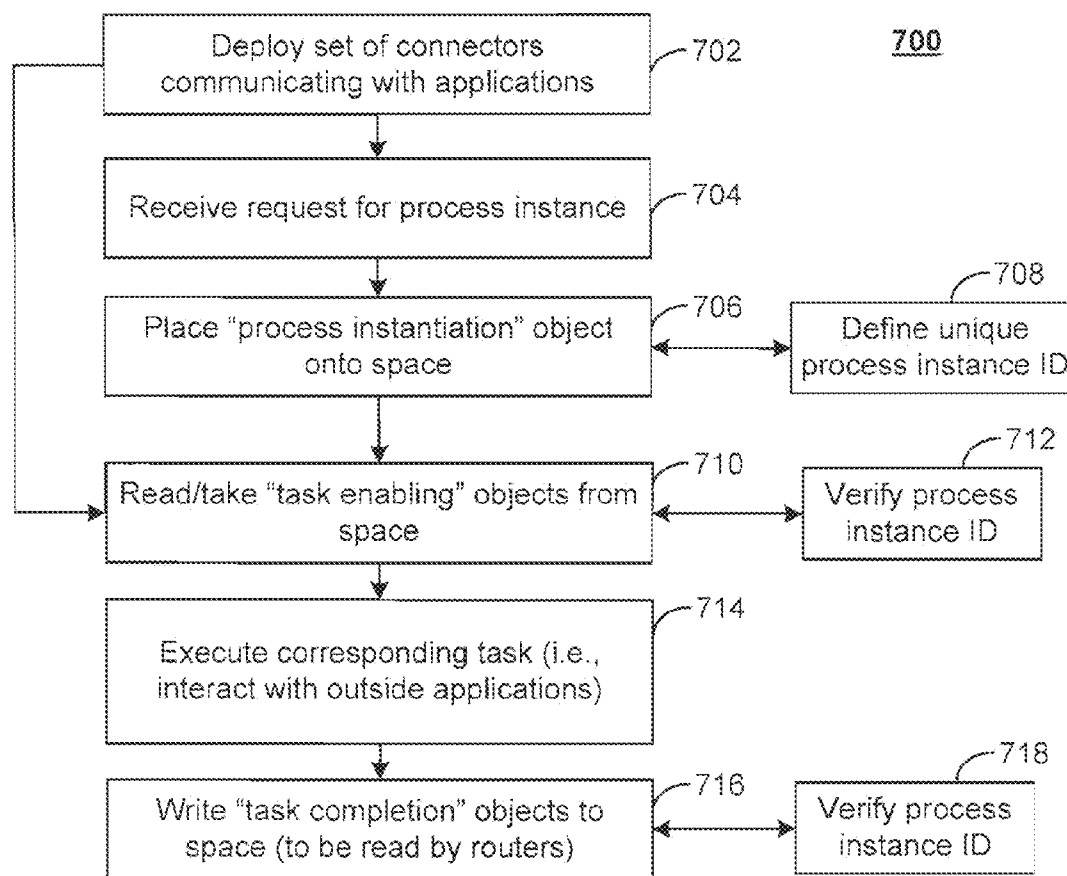 700
Deploy set of connectors
communicating with applications
702
Receive request for process instance
704
Place “process instantiation” object
onto space
706
708
Define unique
process instance ID
Read/take “task enabling” objects from
space
710
712
Verify process
instance ID
Execute corresponding task (i.e.,
interact with outside applications)
714
Write “task completion” objects to
space (to be read by routers)
716
718
Verify process
instance ID